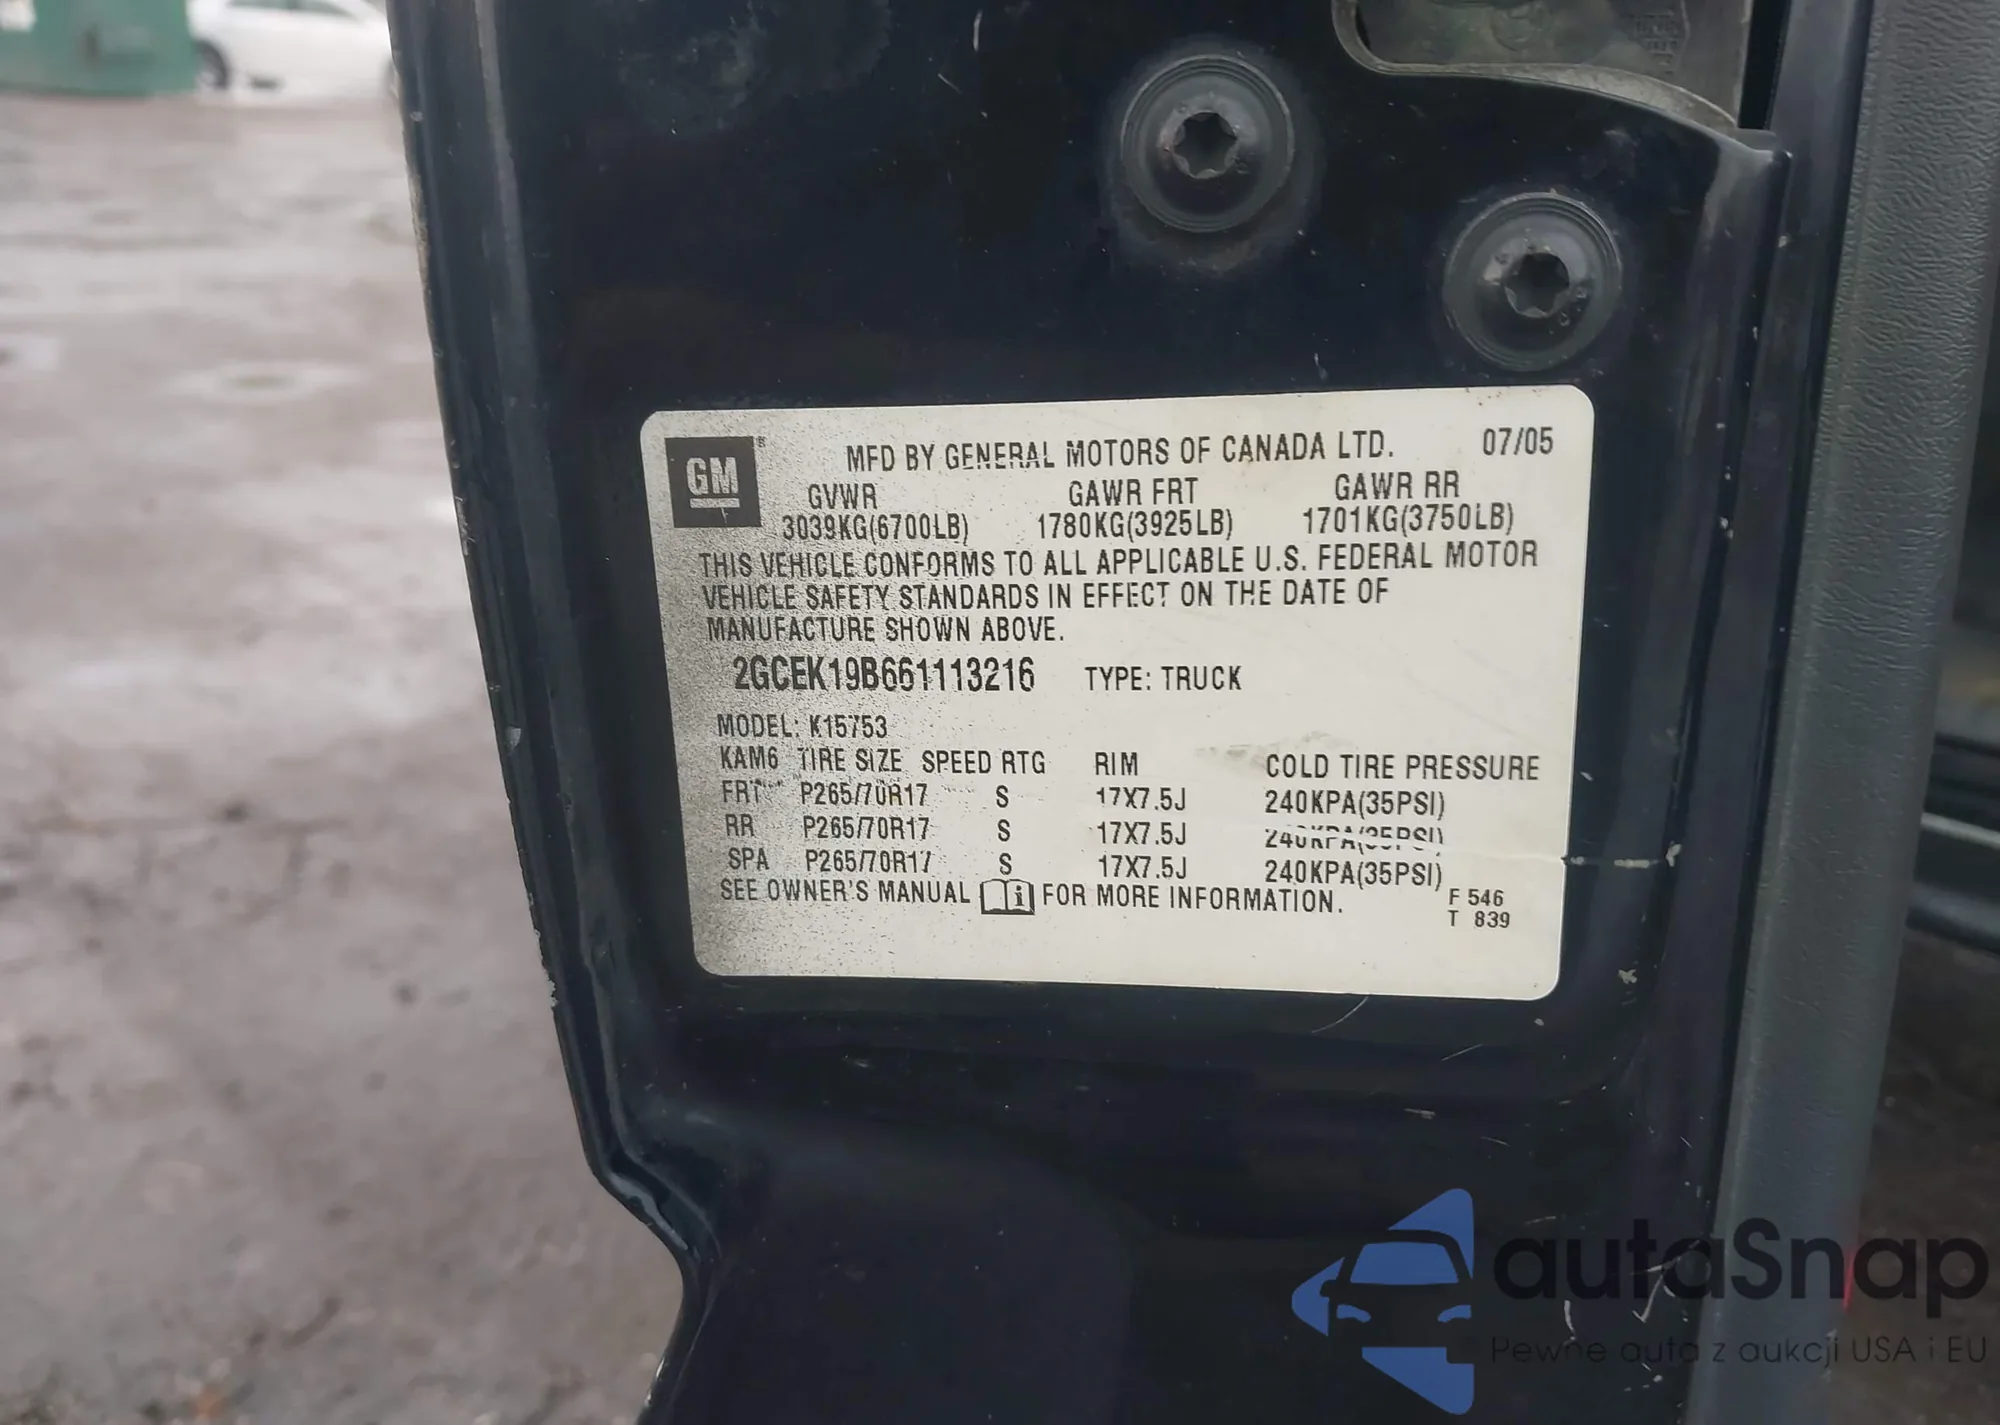 GM
MFD BY GENERAL MOTORS OF CANADA LTD. 07/05
GVWR GAWR FRT GAWR RR
3039KG(6700LB) 1780KG(3925LB) 1701KG(3750LB)
THIS VEHICLE CONFORMS TO ALL APPLICABLE U.S. FEDERAL MOTOR
VEHICLE SAFETY STANDARDS IN EFFECT ON THE DATE OF
MANUFACTURE SHOWN ABOVE.
2GCEK19B661113216 TYPE: TRUCK
MODEL: K15753
KAM6 TIRE SIZE SPEED RTG RIM COLD TIRE PRESSURE
FRT P265/70R17 S 17X7.5J 240KPA(35PSI)
RR P265/70R17 S 17X7.5J 240KPA(35PSI)
SPA P265/70R17 S 17X7.5J 240KPA(35PSI)
SEE OWNER'S MANUAL i FOR MORE INFORMATION.
F 546
T 839
autoSnap
Pewne auta z aukcji USA i EU